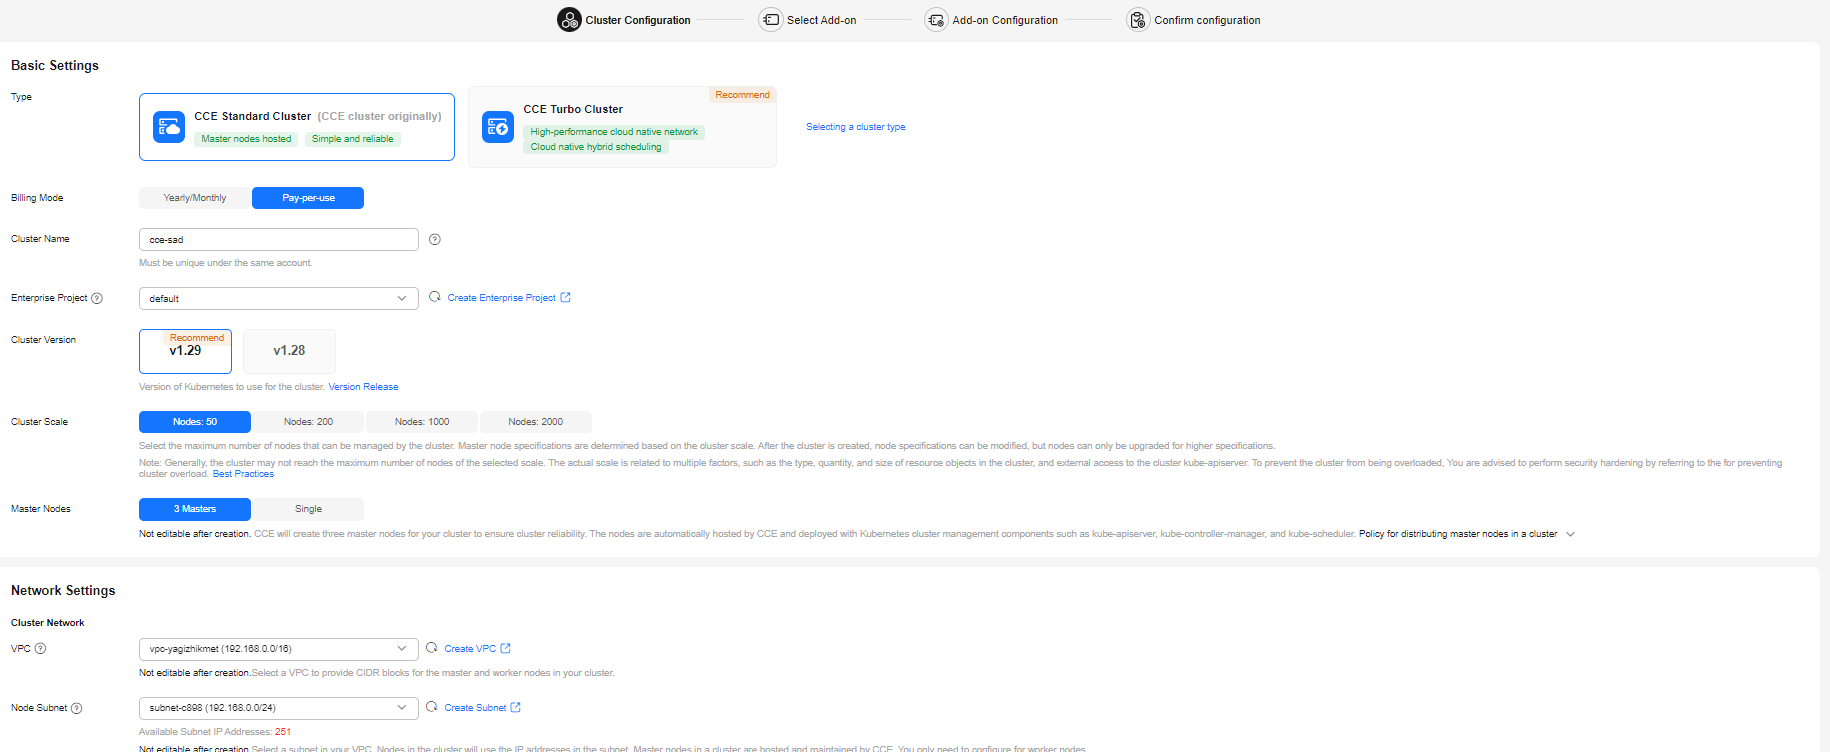 Cluster Configuration
Select Add-on
Add-on Configuration
Confirm configuration
Basic Settings
Type
CCE Standard Cluster (CCE cluster originally)
Master nodes hosted
Simple and reliable
Recommend
CCE Turbo Cluster
High-performance cloud native network
Cloud native hybrid scheduling
Selecting a cluster type
Billing Mode
Yearly/Monthly
Pay-per-use
Cluster Name
cce-sad
Must be unique under the same account.
Enterprise Project
default
Create Enterprise Project
Cluster Version
Recommend
v1.29
v1.28
Version of Kubernetes to use for the cluster. Version Release
Cluster Scale
Nodes: 50
Nodes: 200
Nodes: 1000
Nodes: 2000
Select the maximum number of nodes that can be managed by the cluster. Master node specifications are determined based on the cluster scale. After the cluster is created, node specifications can be modified, but nodes can only be upgraded for higher specifications.
Note: Generally, the cluster may not reach the maximum number of nodes of the selected scale. The actual scale is related to multiple factors, such as the type, quantity, and size of resource objects in the cluster, and external access to the cluster kube-apiserver. To prevent the cluster from being overloaded, You are advised to perform security hardening by referring to the for preventing
cluster overload. Best Practices
Master Nodes
3 Masters
Single
Not editable after creation. CCE will create three master nodes for your cluster to ensure cluster reliability. The nodes are automatically hosted by CCE and deployed with Kubernetes cluster management components such as kube-apiserver, kube-controller-manager, and kube-scheduler. Policy for distributing master nodes in a cluster
Network Settings
Cluster Network
VPC
vpc-yagizhikmet (192.168.0.0/16)
Create VPC
Not editable after creation.Select a VPC to provide CIDR blocks for the master and worker nodes in your cluster.
Node Subnet
subnet-c898 (192.168.0.0/24)
Create Subnet
Available Subnet IP Addresses: 251
Not editable after creation.Select a subnet in your VPC. Nodes in the cluster will use the IP addresses in the subnet. Master nodes in a cluster are hosted and maintained by CCE. You only need to configure for worker nodes.